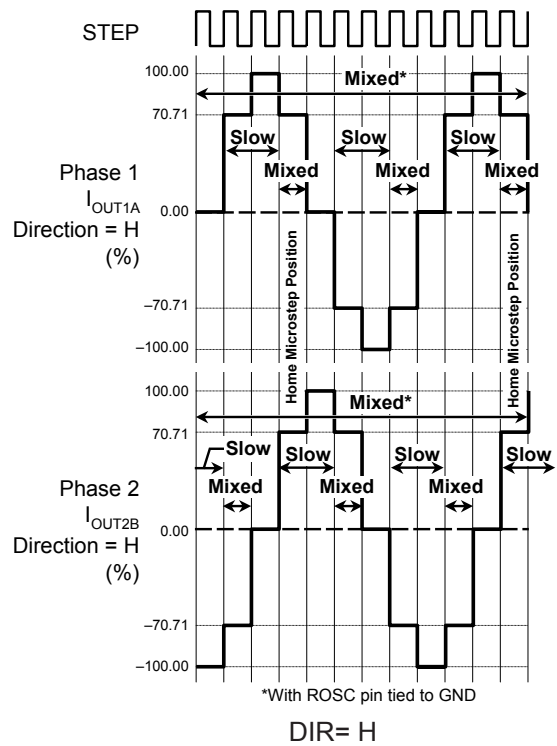 STEP
100.00
Mixed*
70.71
Slow
Slow
Slow
Mixed
Mixed
Mixed
Phase 1
IOUT1A
Direction = H
(%)
0.00
Home Microstep Position
Home Microstep Position
–70.71
–100.00
100.00
Mixed*
70.71
Slow
Slow
Slow
Slow
Mixed
Mixed
Mixed
Phase 2
IOUT2B
Direction = H
(%)
0.00
–70.71
–100.00
*With ROSC pin tied to GND
DIR= H